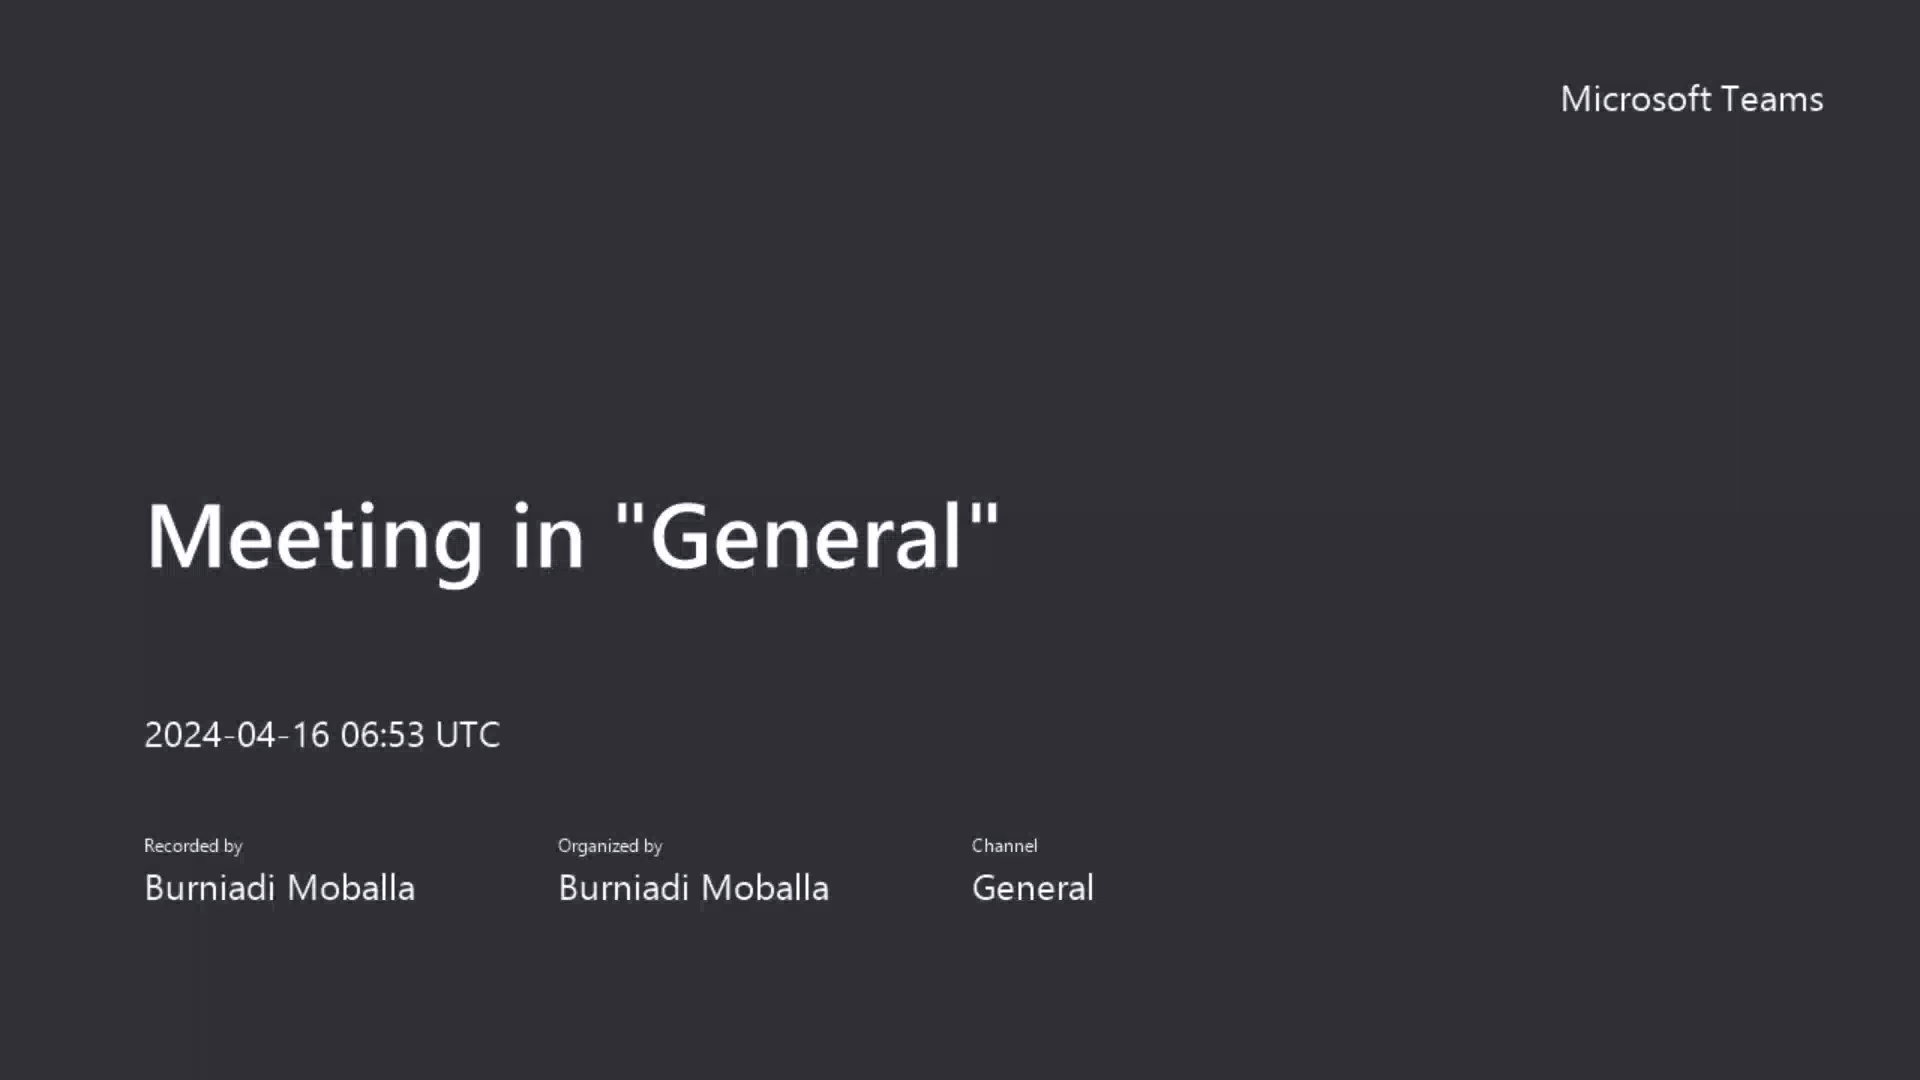 Microsoft Teams
Meeting in "General"
2024-04-16 06:53 UTC
Recorded by
Burniadi Moballa
Organized by
Burniadi Moballa
Channel
General